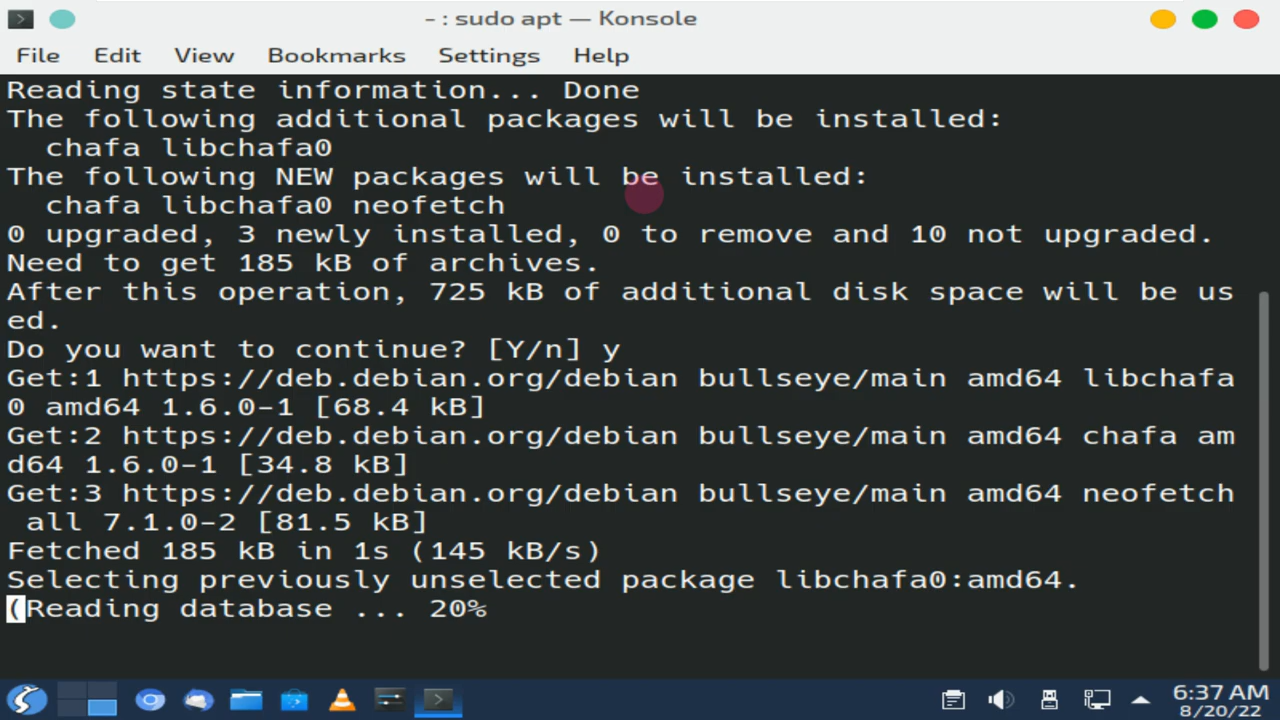 - : sudo apt — Konsole
File Edit View Bookmarks Settings Help
Reading state information... Done
The following additional packages will be installed:
  chafa libchafa0
The following NEW packages will be installed:
  chafa libchafa0 neofetch
0 upgraded, 3 newly installed, 0 to remove and 10 not upgraded.
Need to get 185 kB of archives.
After this operation, 725 kB of additional disk space will be us
ed.
Do you want to continue? [Y/n] y
Get:1 https://deb.debian.org/debian bullseye/main amd64 libchafa
0 amd64 1.6.0-1 [68.4 kB]
Get:2 https://deb.debian.org/debian bullseye/main amd64 chafa am
d64 1.6.0-1 [34.8 kB]
Get:3 https://deb.debian.org/debian bullseye/main amd64 neofetch
 all 7.1.0-2 [81.5 kB]
Fetched 185 kB in 1s (145 kB/s)
Selecting previously unselected package libchafa0:amd64.
(Reading database ... 20%
6:37 AM
8/20/22